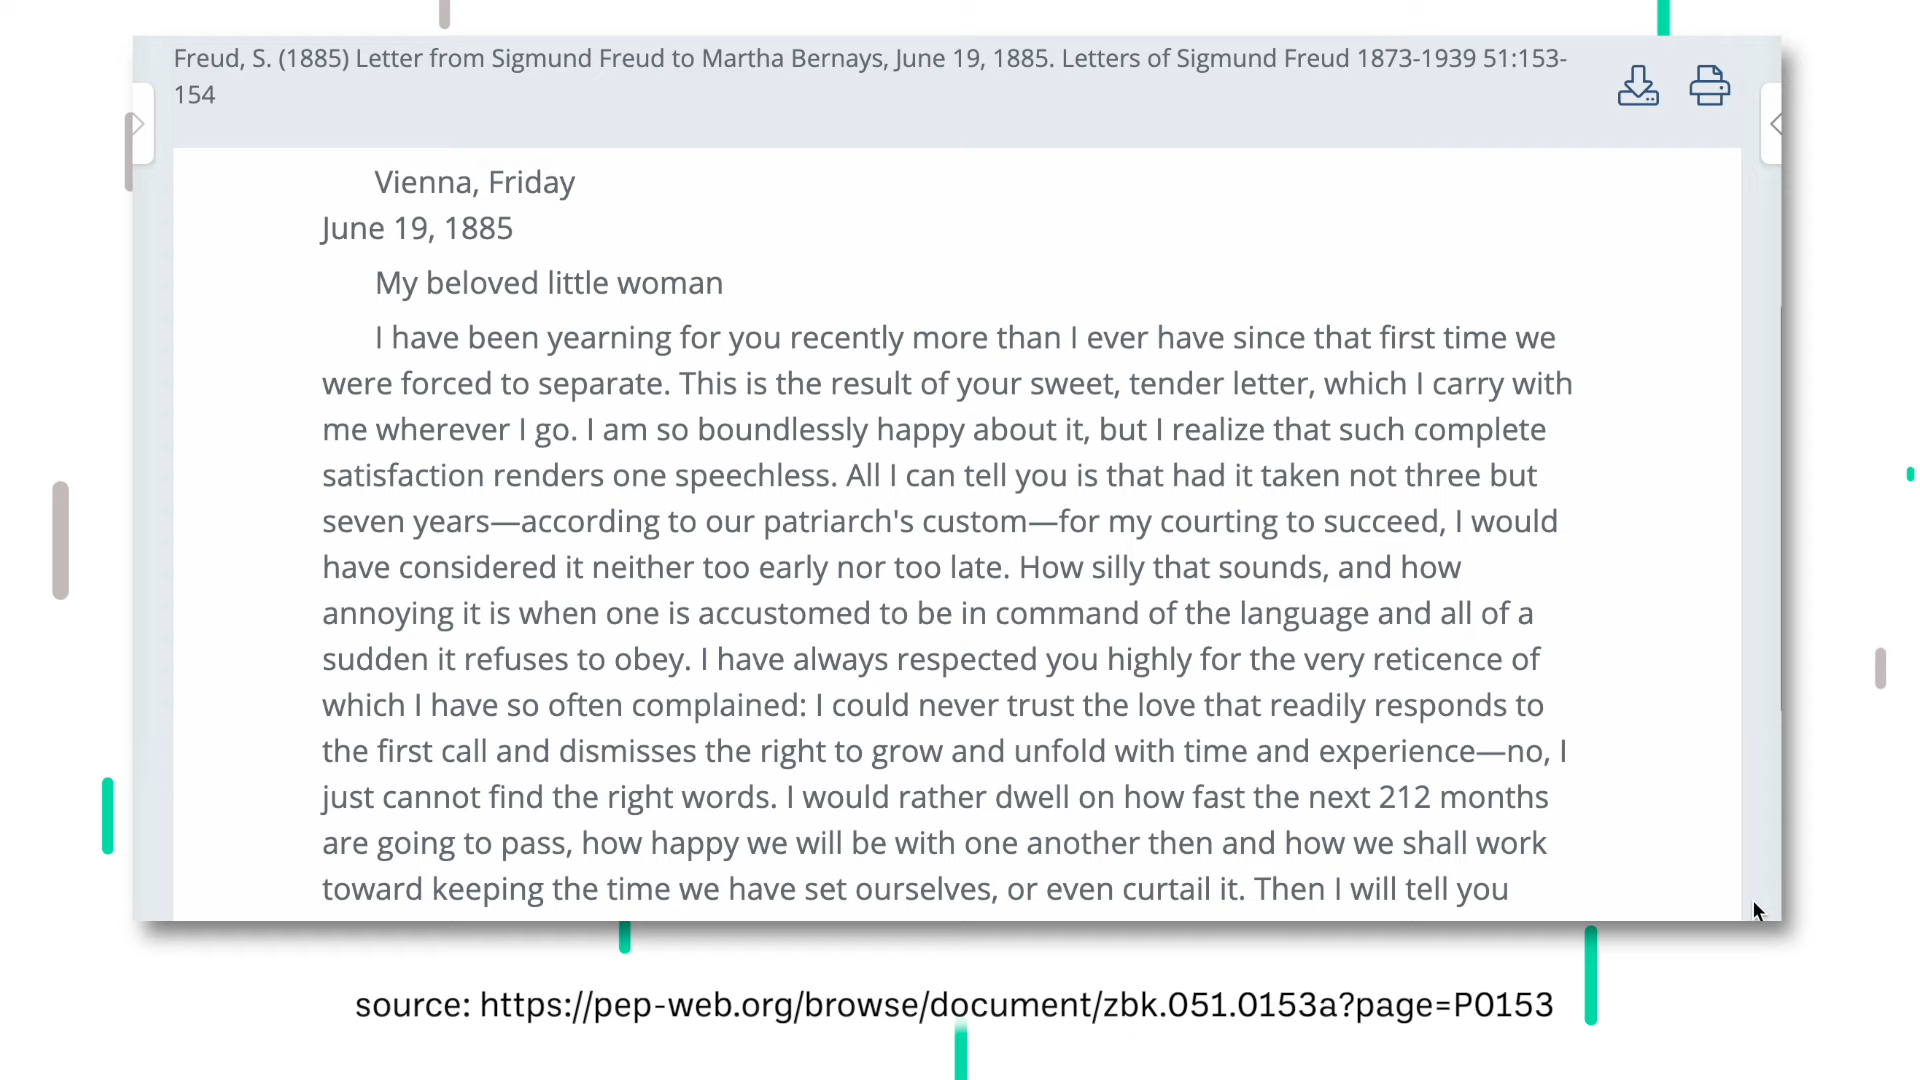 Freud, S. (1885) Letter from Sigmund Freud to Martha Bernays, June 19, 1885. Letters of Sigmund Freud 1873-1939 51:153-
154
Vienna, Friday
June 19, 1885
My beloved little woman
I have been yearning for you recently more than I ever have since that first time we
were forced to separate. This is the result of your sweet, tender letter, which I carry with
me wherever I go. I am so boundlessly happy about it, but I realize that such complete
satisfaction renders one speechless. All I can tell you is that had it taken not three but
seven years—according to our patriarch's custom—for my courting to succeed, I would
have considered it neither too early nor too late. How silly that sounds, and how
annoying it is when one is accustomed to be in command of the language and all of a
sudden it refuses to obey. I have always respected you highly for the very reticence of
which I have so often complained: I could never trust the love that readily responds to
the first call and dismisses the right to grow and unfold with time and experience—no, I
just cannot find the right words. I would rather dwell on how fast the next 212 months
are going to pass, how happy we will be with one another then and how we shall work
toward keeping the time we have set ourselves, or even curtail it. Then I will tell you
source: https://pep-web.org/browse/document/zbk.051.0153a?page=P0153